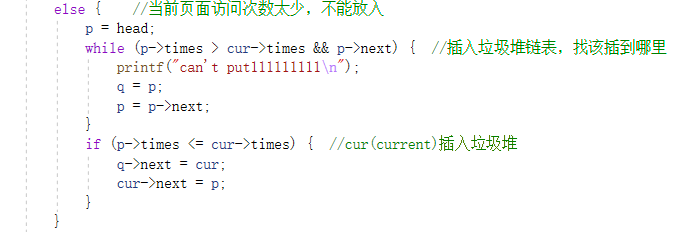 else {    //当前页面访问次数太少，不能放入
    p = head;
    while (p->times > cur->times && p->next) {  //插入垃圾堆链表，找该插到哪里
        printf("can't put111111111\n");
        q = p;
        p = p->next;
    }
    if (p->times <= cur->times) {  //cur(current)插入垃圾堆
        q->next = cur;
        cur->next = p;
    }
}